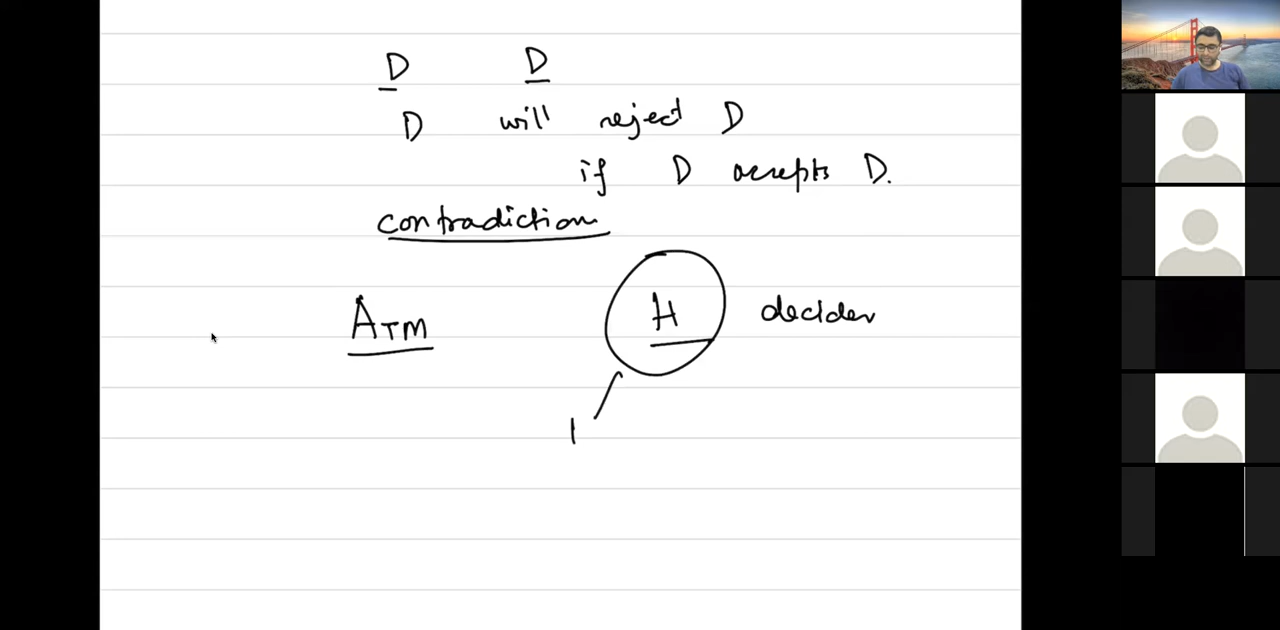 D D
D will reject D
if D accepts D.
contradiction
ATM H decider